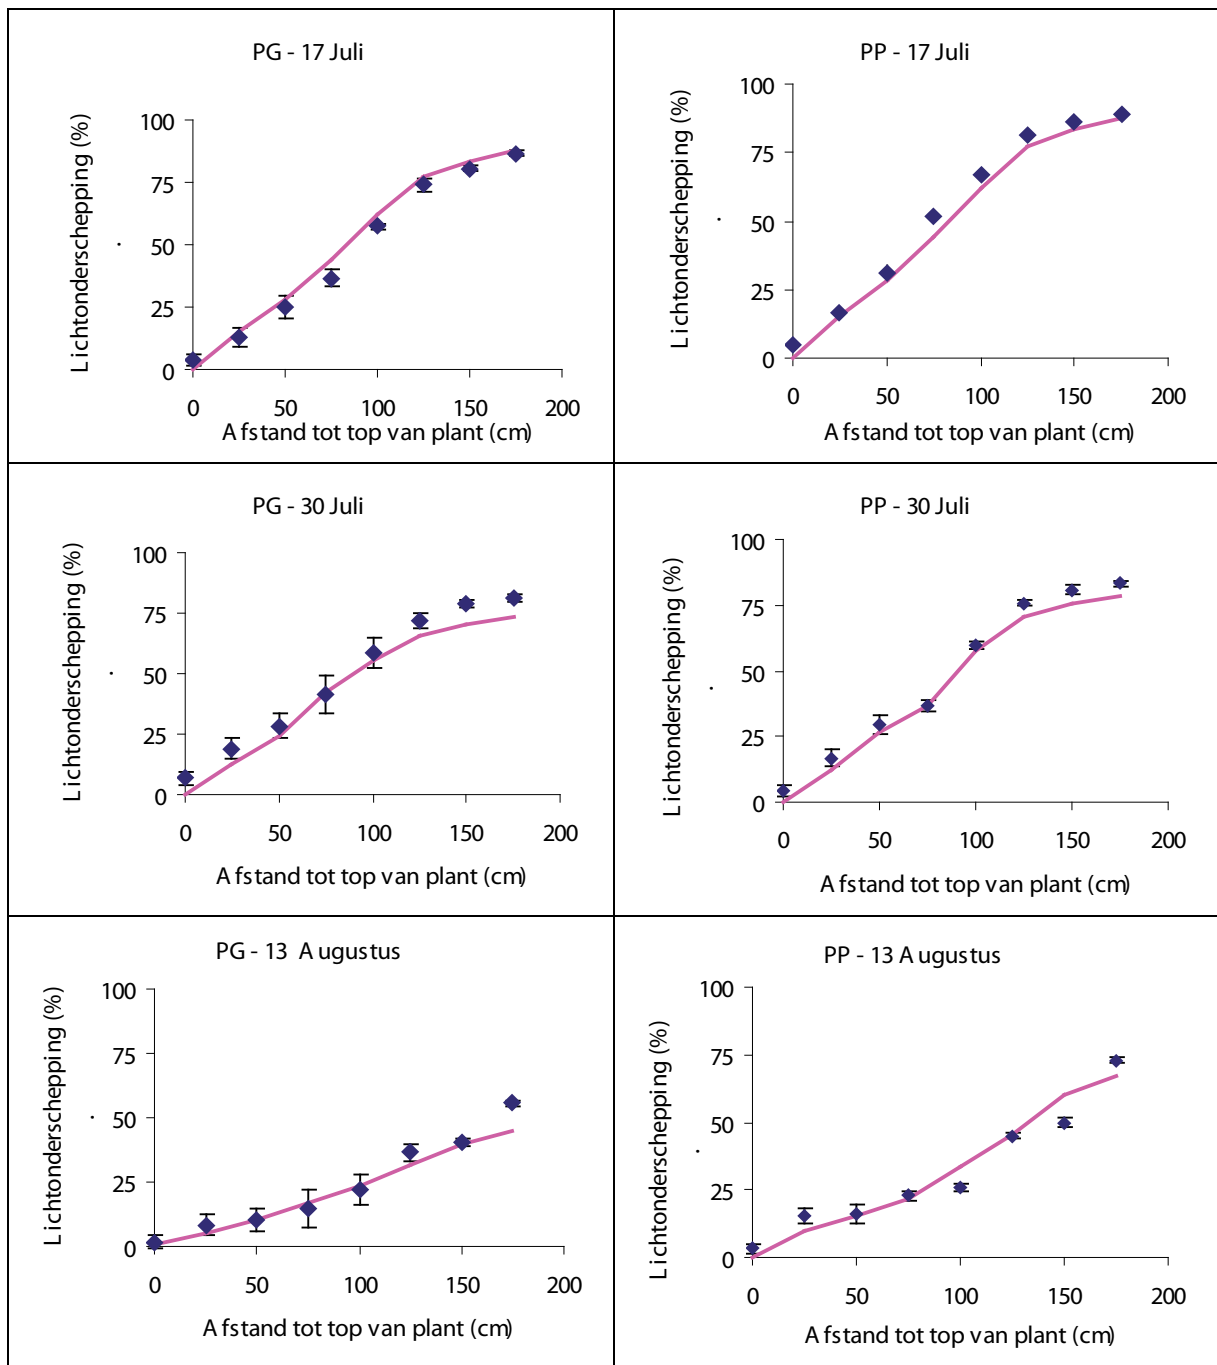 PG - 17 Juli
Lichtonderschepping (%)
100
75
50
25
0
0 50 100 150 200
Afstand tot top van plant (cm)
PP - 17 Juli
Lichtonderschepping (%)
100
75
50
25
0
0 50 100 150 200
Afstand tot top van plant (cm)
PG - 30 Juli
Lichtonderschepping (%)
100
75
50
25
0
0 50 100 150 200
Afstand tot top van plant (cm)
PP - 30 Juli
Lichtonderschepping (%)
100
75
50
25
0
0 50 100 150 200
Afstand tot top van plant (cm)
PG - 13 Augustus
Lichtonderschepping (%)
100
75
50
25
0
0 50 100 150 200
Afstand tot top van plant (cm)
PP - 13 Augustus
Lichtonderschepping (%)
100
75
50
25
0
0 50 100 150 200
Afstand tot top van plant (cm)